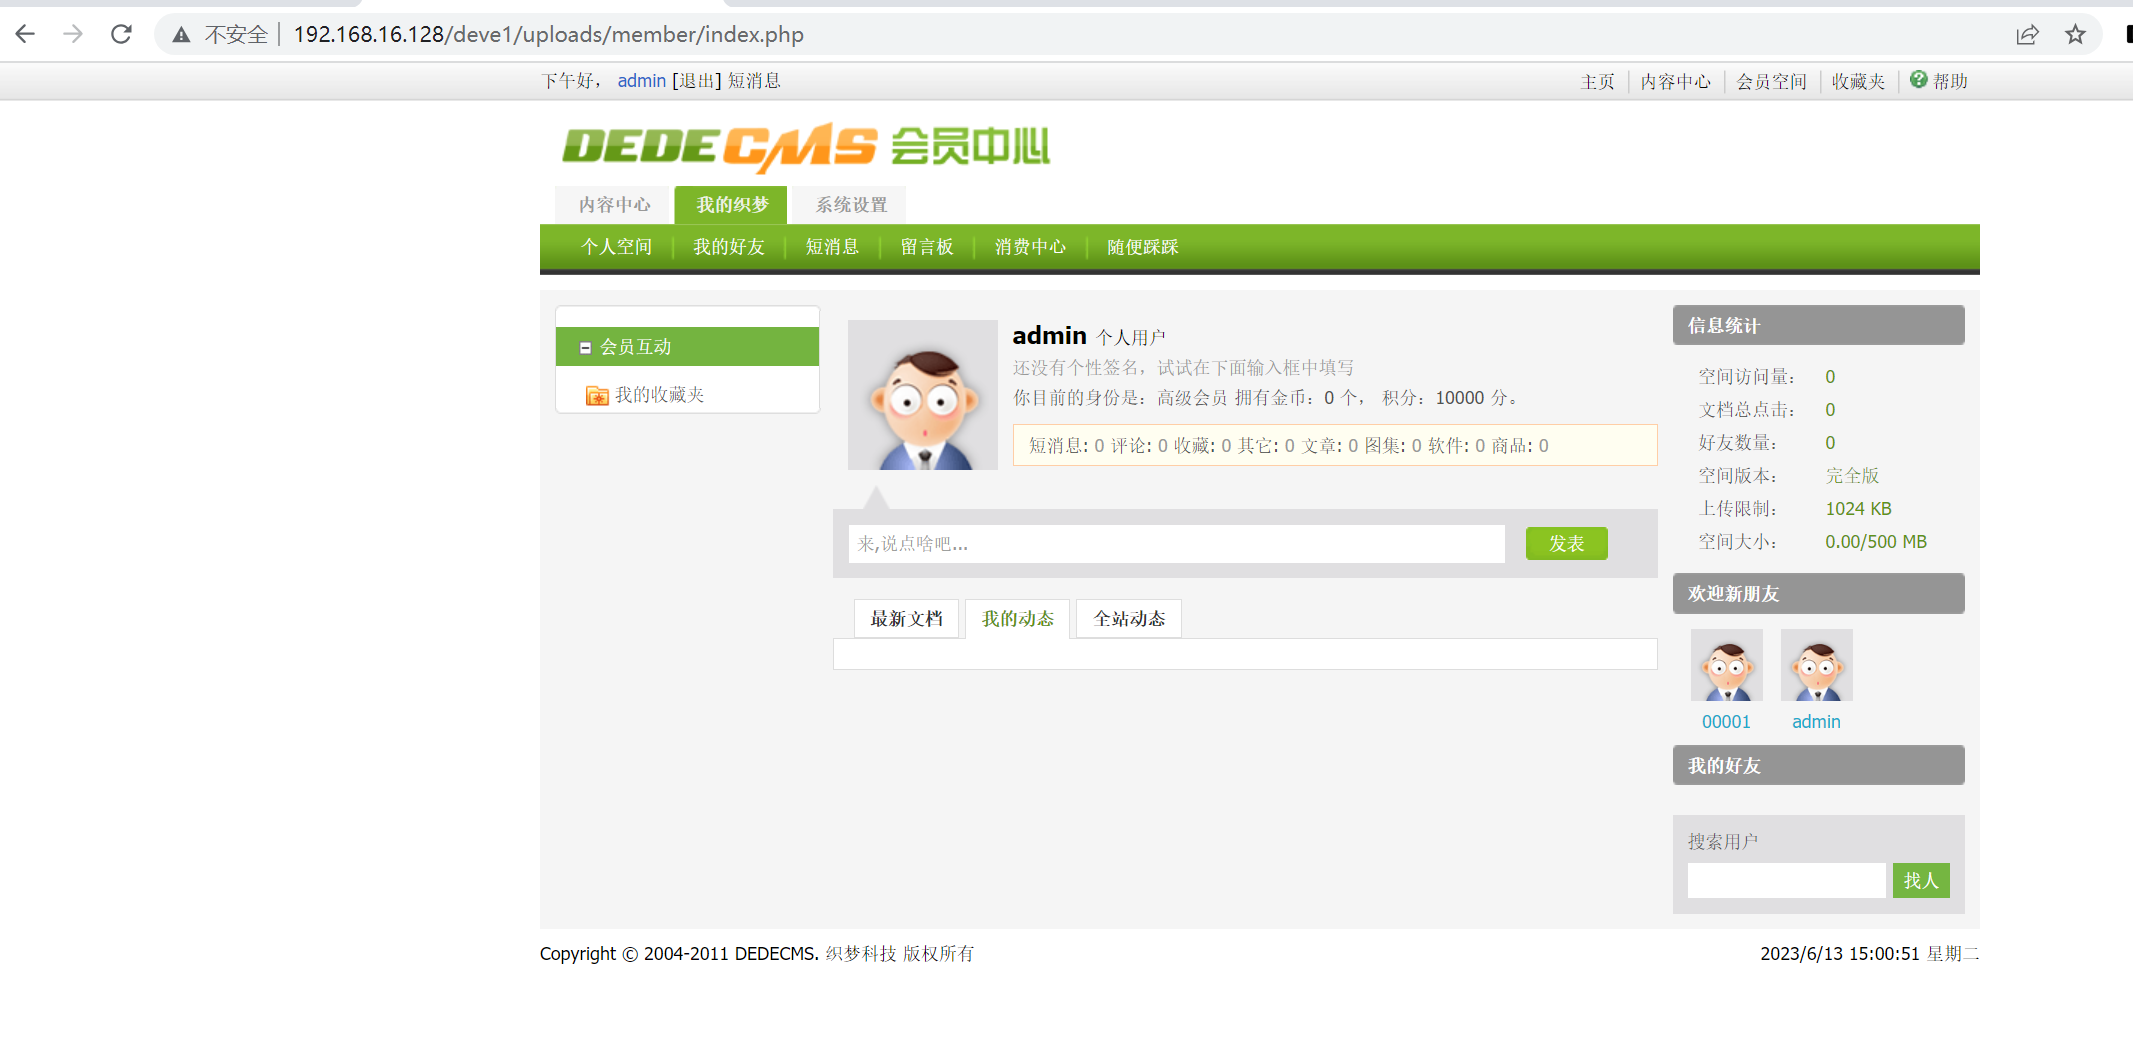 不安全 192.168.16.128/deve1/uploads/member/index.php
下午好， admin [退出] 短消息
主页 内容中心 会员空间 收藏夹 帮助
DEDECMS 会员中心
内容中心 我的织梦 系统设置
个人空间 我的好友 短消息 留言板 消费中心 随便踩踩
会员互动
我的收藏夹
admin 个人用户
还没有个性签名，试试在下面输入框中填写
你目前的身份是：高级会员 拥有金币：0 个， 积分：10000 分。
短消息: 0 评论: 0 收藏: 0 其它: 0 文章: 0 图集: 0 软件: 0 商品: 0
来,说点啥吧...
发表
最新文档 我的动态 全站动态
信息统计
空间访问量： 0
文档总点击： 0
好友数量： 0
空间版本： 完全版
上传限制： 1024 KB
空间大小： 0.00/500 MB
欢迎新朋友
00001 admin
我的好友
搜索用户
找人
Copyright © 2004-2011 DEDECMS. 织梦科技 版权所有
2023/6/13 15:00:51 星期二